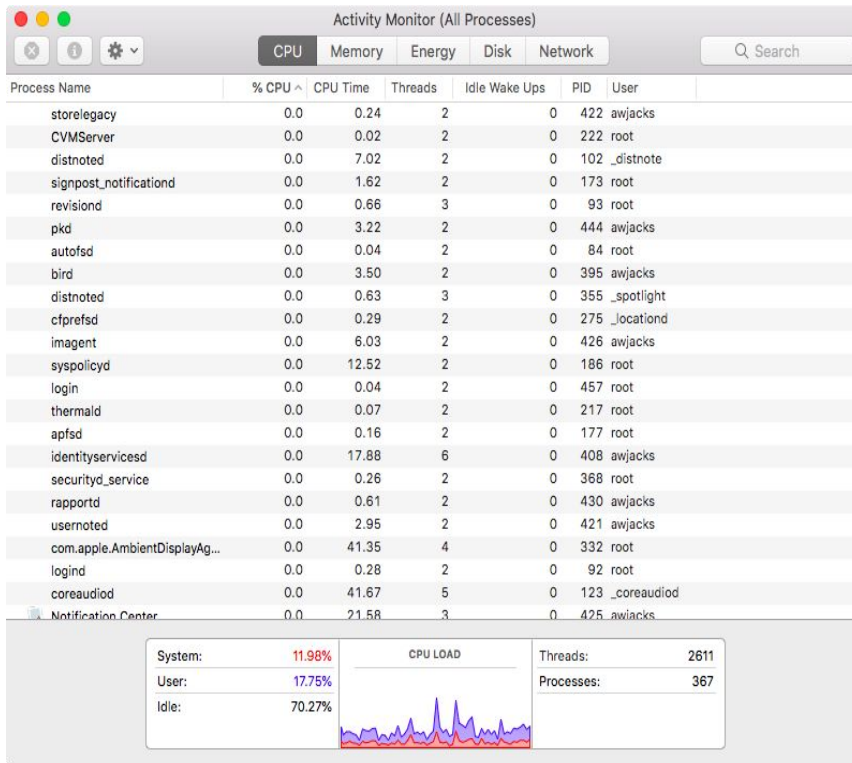 Activity Monitor (All Processes)
CPU Memory Energy Disk Network Search
Process Name % CPU CPU Time Threads Idle Wake Ups PID User
storelegacy 0.0 0.24 2 0 422 awjacks
CVMServer 0.0 0.02 2 0 222 root
distnoted 0.0 7.02 2 0 102 _distnote
signpost_notificationd 0.0 1.62 2 0 173 root
revisiond 0.0 0.66 3 0 93 root
pkd 0.0 3.22 2 0 444 awjacks
autofsd 0.0 0.04 2 0 84 root
bird 0.0 3.50 2 0 395 awjacks
distnoted 0.0 0.63 3 0 355 _spotlight
cfprefsd 0.0 0.29 2 0 275 _locationd
imagent 0.0 6.03 2 0 426 awjacks
syspolicyd 0.0 12.52 2 0 186 root
login 0.0 0.04 2 0 457 root
thermald 0.0 0.07 2 0 217 root
apfsd 0.0 0.16 2 0 177 root
identityservicesd 0.0 17.88 6 0 408 awjacks
securityd_service 0.0 0.26 2 0 368 root
rapportd 0.0 0.61 2 0 430 awjacks
usernoted 0.0 2.95 2 0 421 awjacks
com.apple.AmbientDisplayAg... 0.0 41.35 4 0 332 root
logind 0.0 0.28 2 0 92 root
coreaudiod 0.0 41.67 5 0 123 _coreaudiod
Notification Center 0.0 21.58 3 0 425 awjacks
System: 11.98% CPU LOAD Threads: 2611
User: 17.75% Processes: 367
Idle: 70.27%